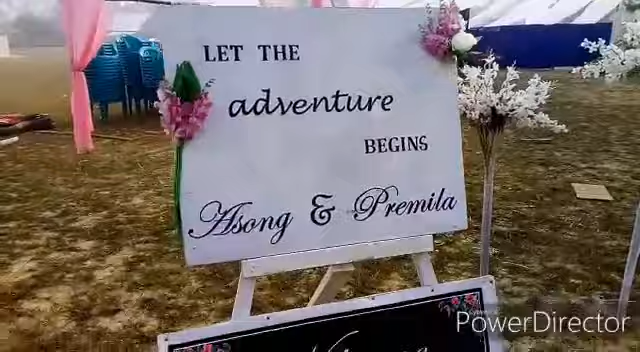 LET THE
adventure
BEGINS
Asong & Premila
PowerDirector